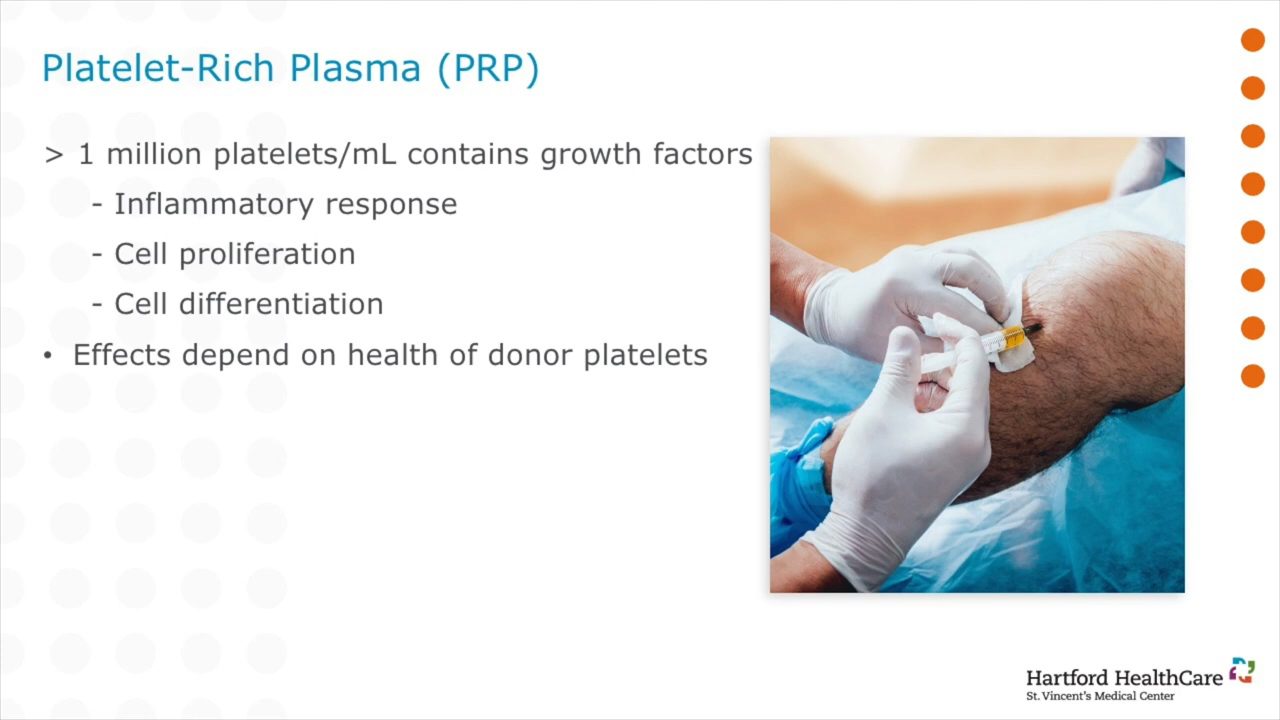 Platelet-Rich Plasma (PRP)
> 1 million platelets/mL contains growth factors
- Inflammatory response
- Cell proliferation
- Cell differentiation
• Effects depend on health of donor platelets
Hartford HealthCare
St. Vincent's Medical Center